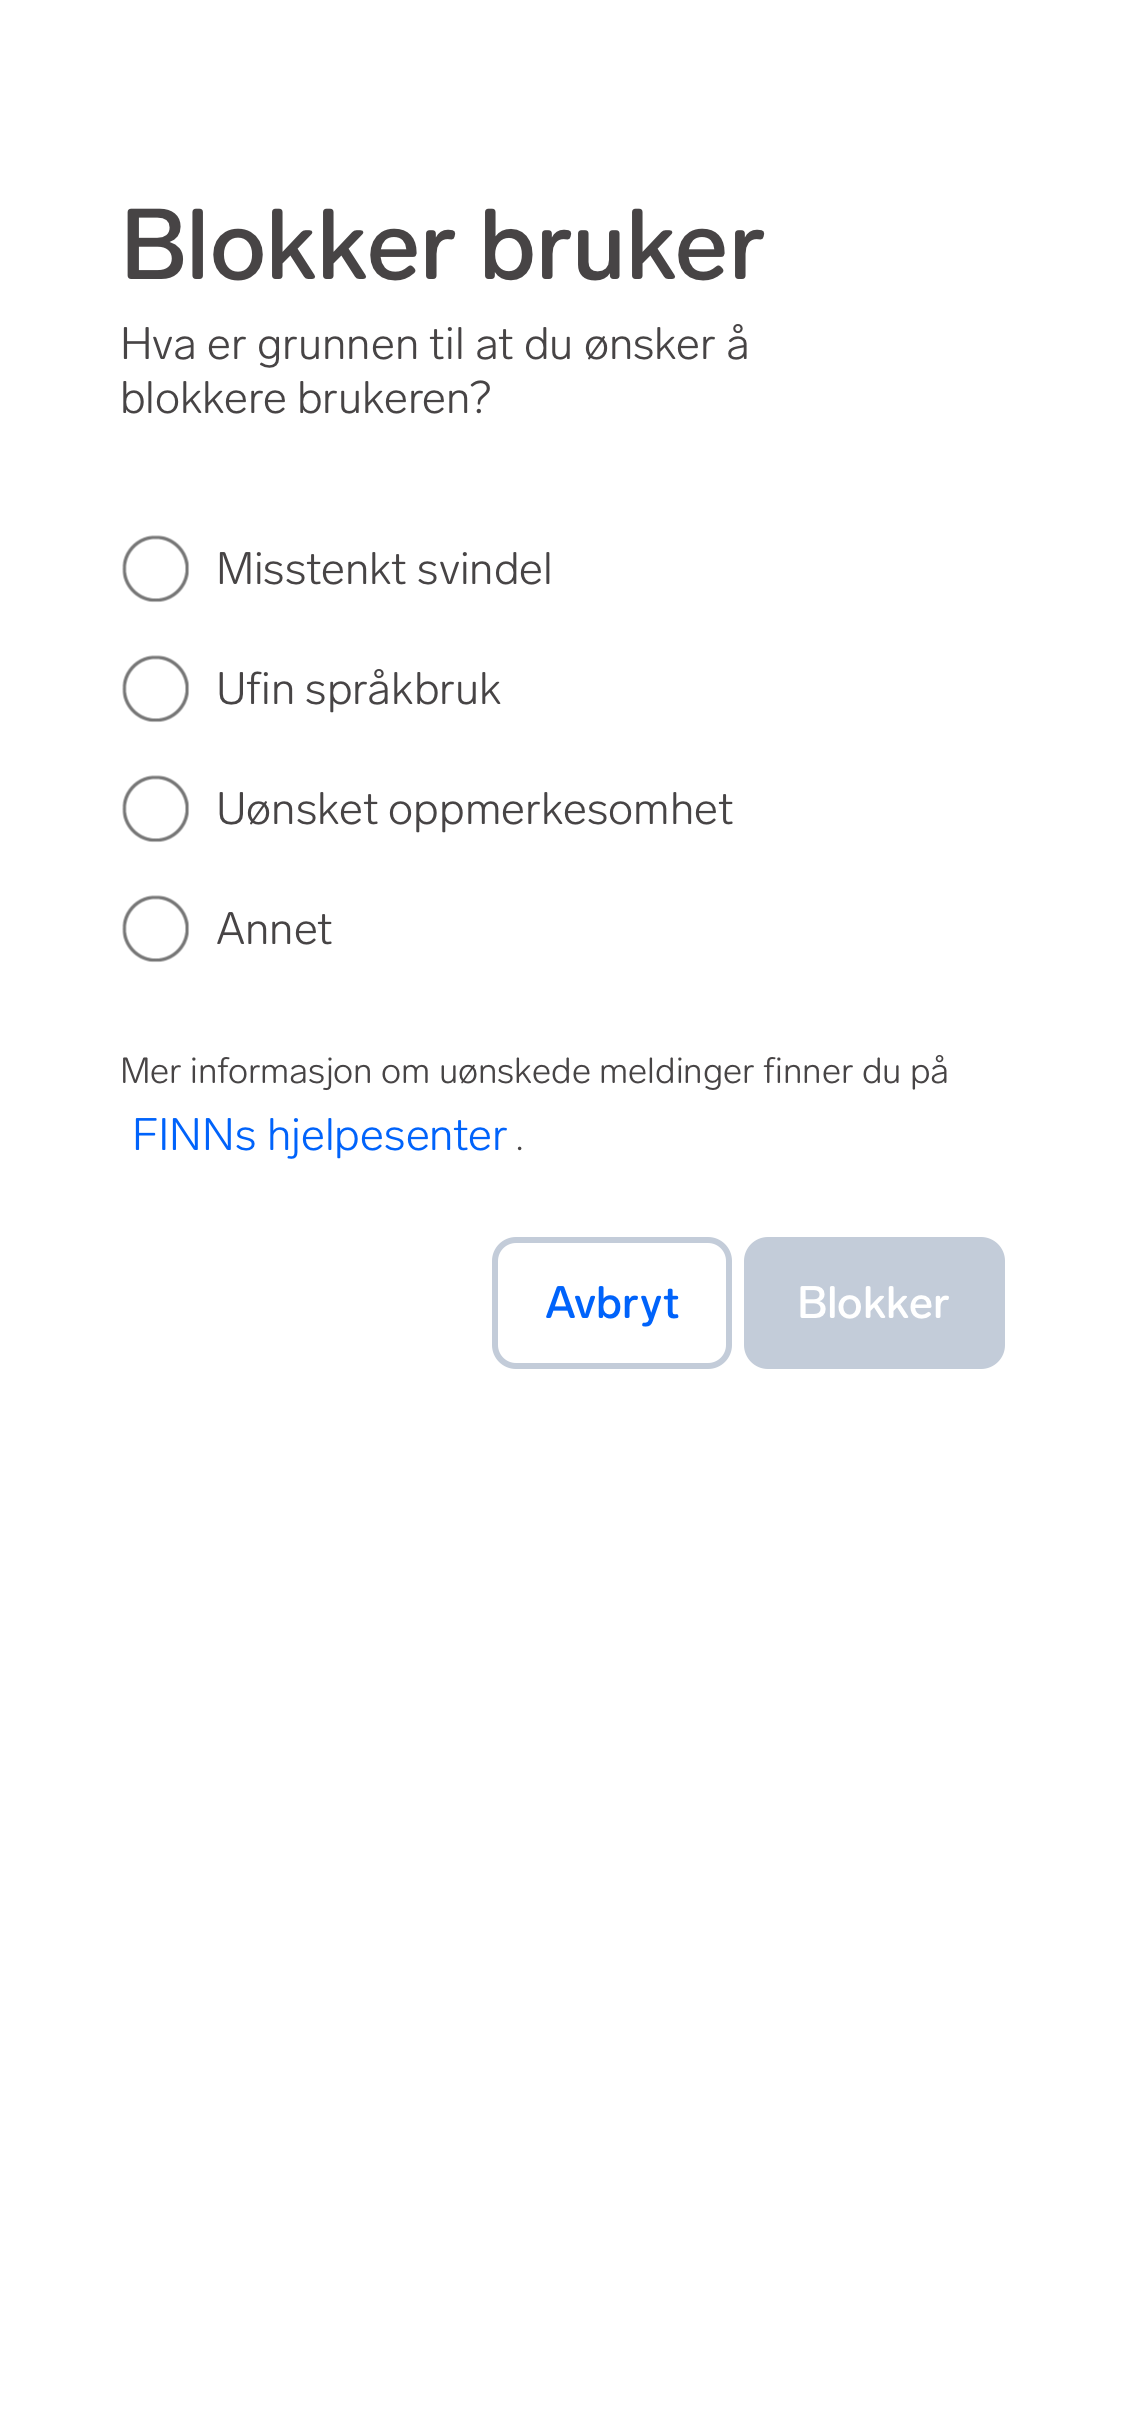 Blokker bruker
Hva er grunnen til at du ønsker å
blokkere brukeren?
Misstenkt svindel
Ufin språkbruk
Uønsket oppmerkesomhet
Annet
Mer informasjon om uønskede meldinger finner du på
FINNs hjelpesenter .
Avbryt
Blokker